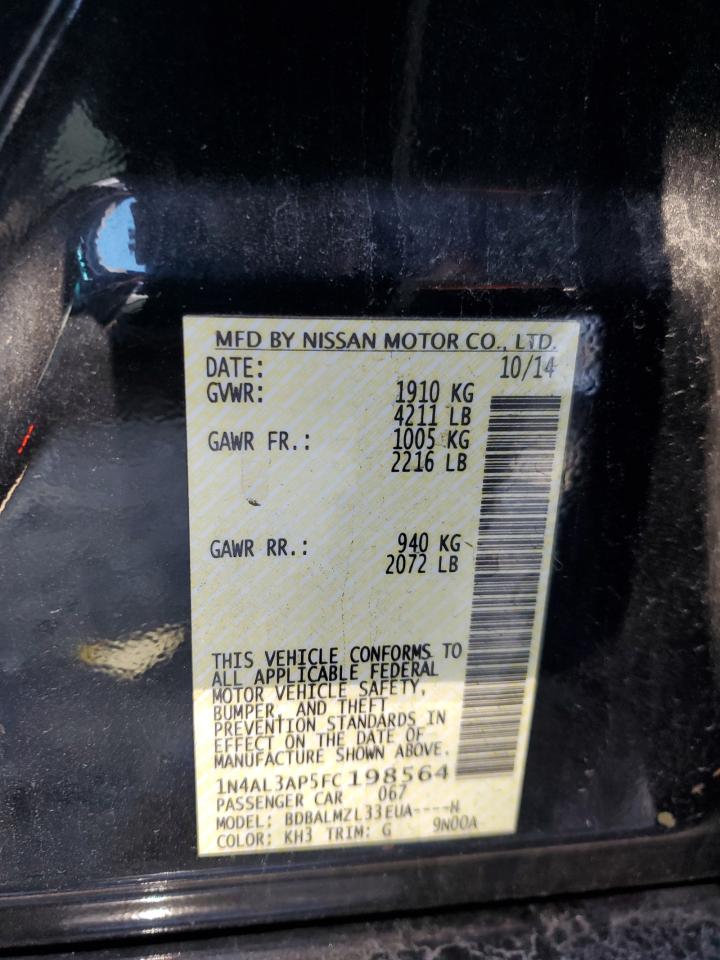 MFD BY NISSAN MOTOR CO., LTD.
DATE: 10/14
GVWR: 1910 KG
4211 LB
GAWR FR.: 1005 KG
2216 LB
GAWR RR.: 940 KG
2072 LB
THIS VEHICLE CONFORMS TO
ALL APPLICABLE FEDERAL
MOTOR VEHICLE SAFETY,
BUMPER, AND THEFT
PREVENTION STANDARDS IN
EFFECT ON THE DATE OF
MANUFACTURE SHOWN ABOVE.
1N4AL3AP5FC198564
PASSENGER CAR 067
MODEL: BDBALMZL33EUA----H
COLOR: KH3 TRIM: G 9N00A